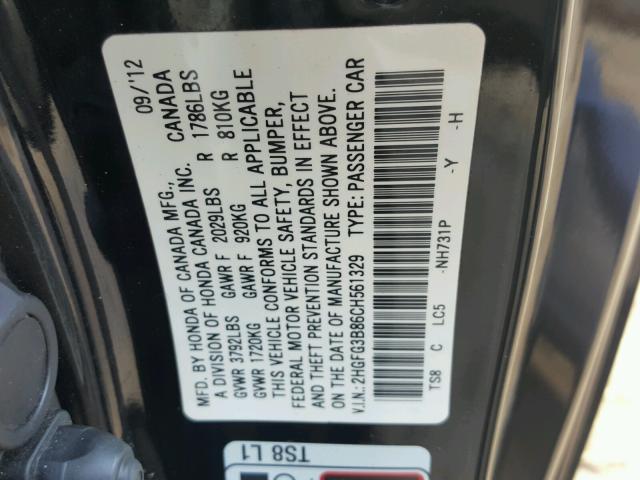 MFD. BY HONDA OF CANADA MFG., 09/'12
A DIVISION OF HONDA CANADA INC. CANADA
GVWR 3792LBS GAWR F 2029LBS R 1786LBS
GVWR 1720KG GAWR F 920KG R 810KG
THIS VEHICLE CONFORMS TO ALL APPLICABLE
FEDERAL MOTOR VEHICLE SAFETY, BUMPER,
AND THEFT PREVENTION STANDARDS IN EFFECT
ON THE DATE OF MANUFACTURE SHOWN ABOVE.
V.I.N.: 2HGFG3B86CH561329 TYPE: PASSENGER CAR
TS8 C LC5 -NH731P -Y -H
TS8 L1